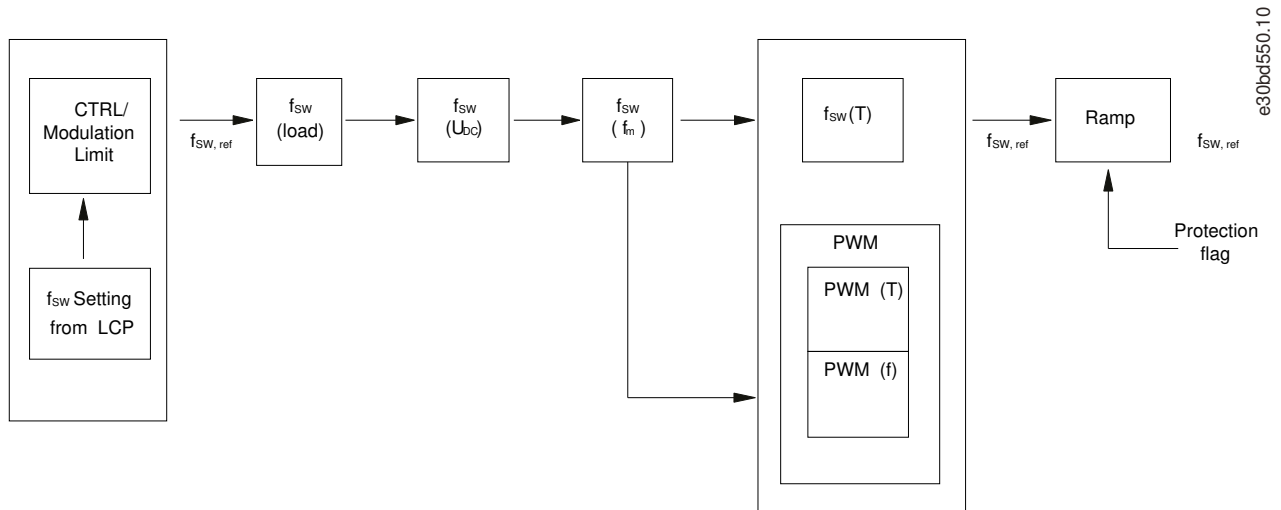 CTRL/
Modulation
Limit
fSW Setting
from LCP
fSW, ref
fSW
(load)
fSW
(UDC)
fSW
( fm )
fSW (T)
PWM
PWM (T)
PWM (f)
fSW, ref
Ramp
fSW, ref
Protection
flag
e30bd550.10